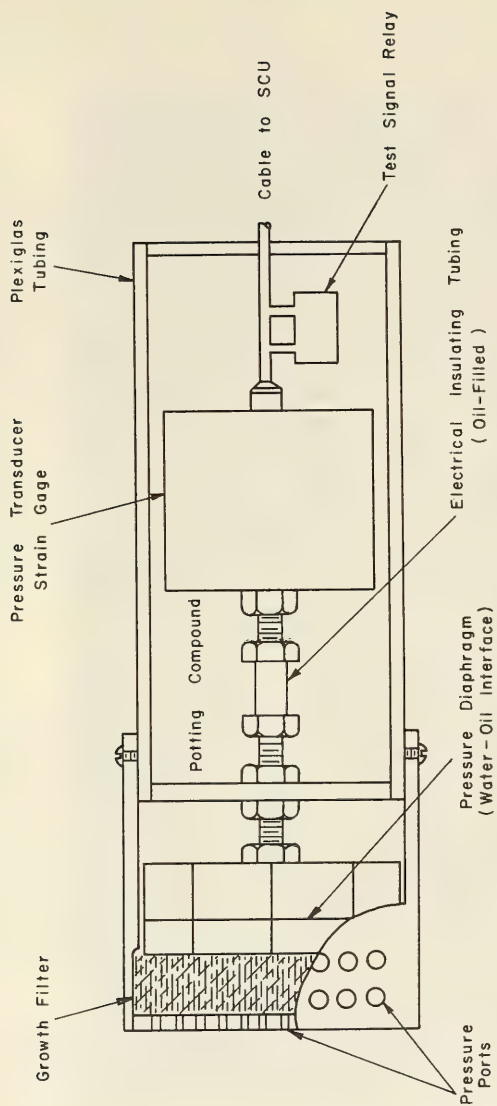 Growth Filter
Pressure Transducer
Strain Gage
Plexiglas
Tubing
Potting Compound
Cable to SCU
Test Signal Relay
Electrical Insulating Tubing
( Oil-Filled )
Pressure Diaphragm
( Water-Oil Interface )
Pressure
Ports